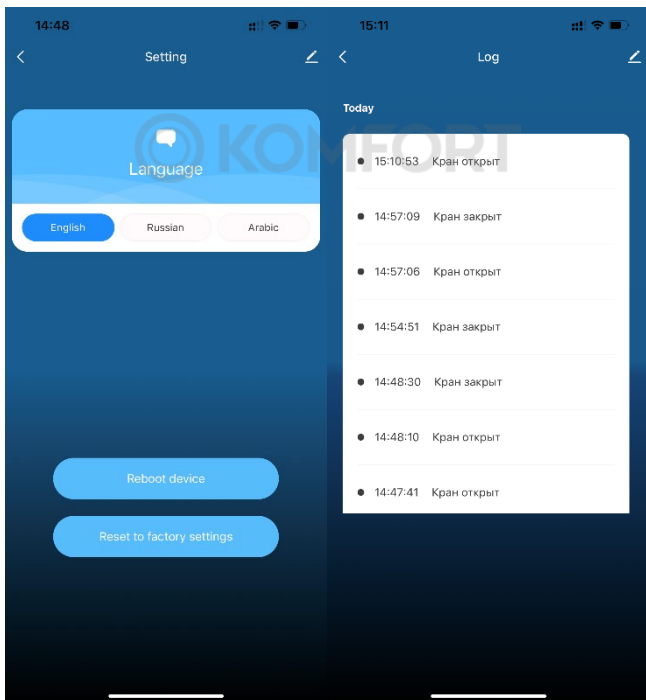 14:48
Setting
Language
English Russian Arabic
Reboot device
Reset to factory settings
15:11
Log
Today
15:10:53 Кран открыт
14:57:09 Кран закрыт
14:57:06 Кран открыт
14:54:51 Кран закрыт
14:48:30 Кран закрыт
14:48:10 Кран открыт
14:47:41 Кран открыт
KOMFORT